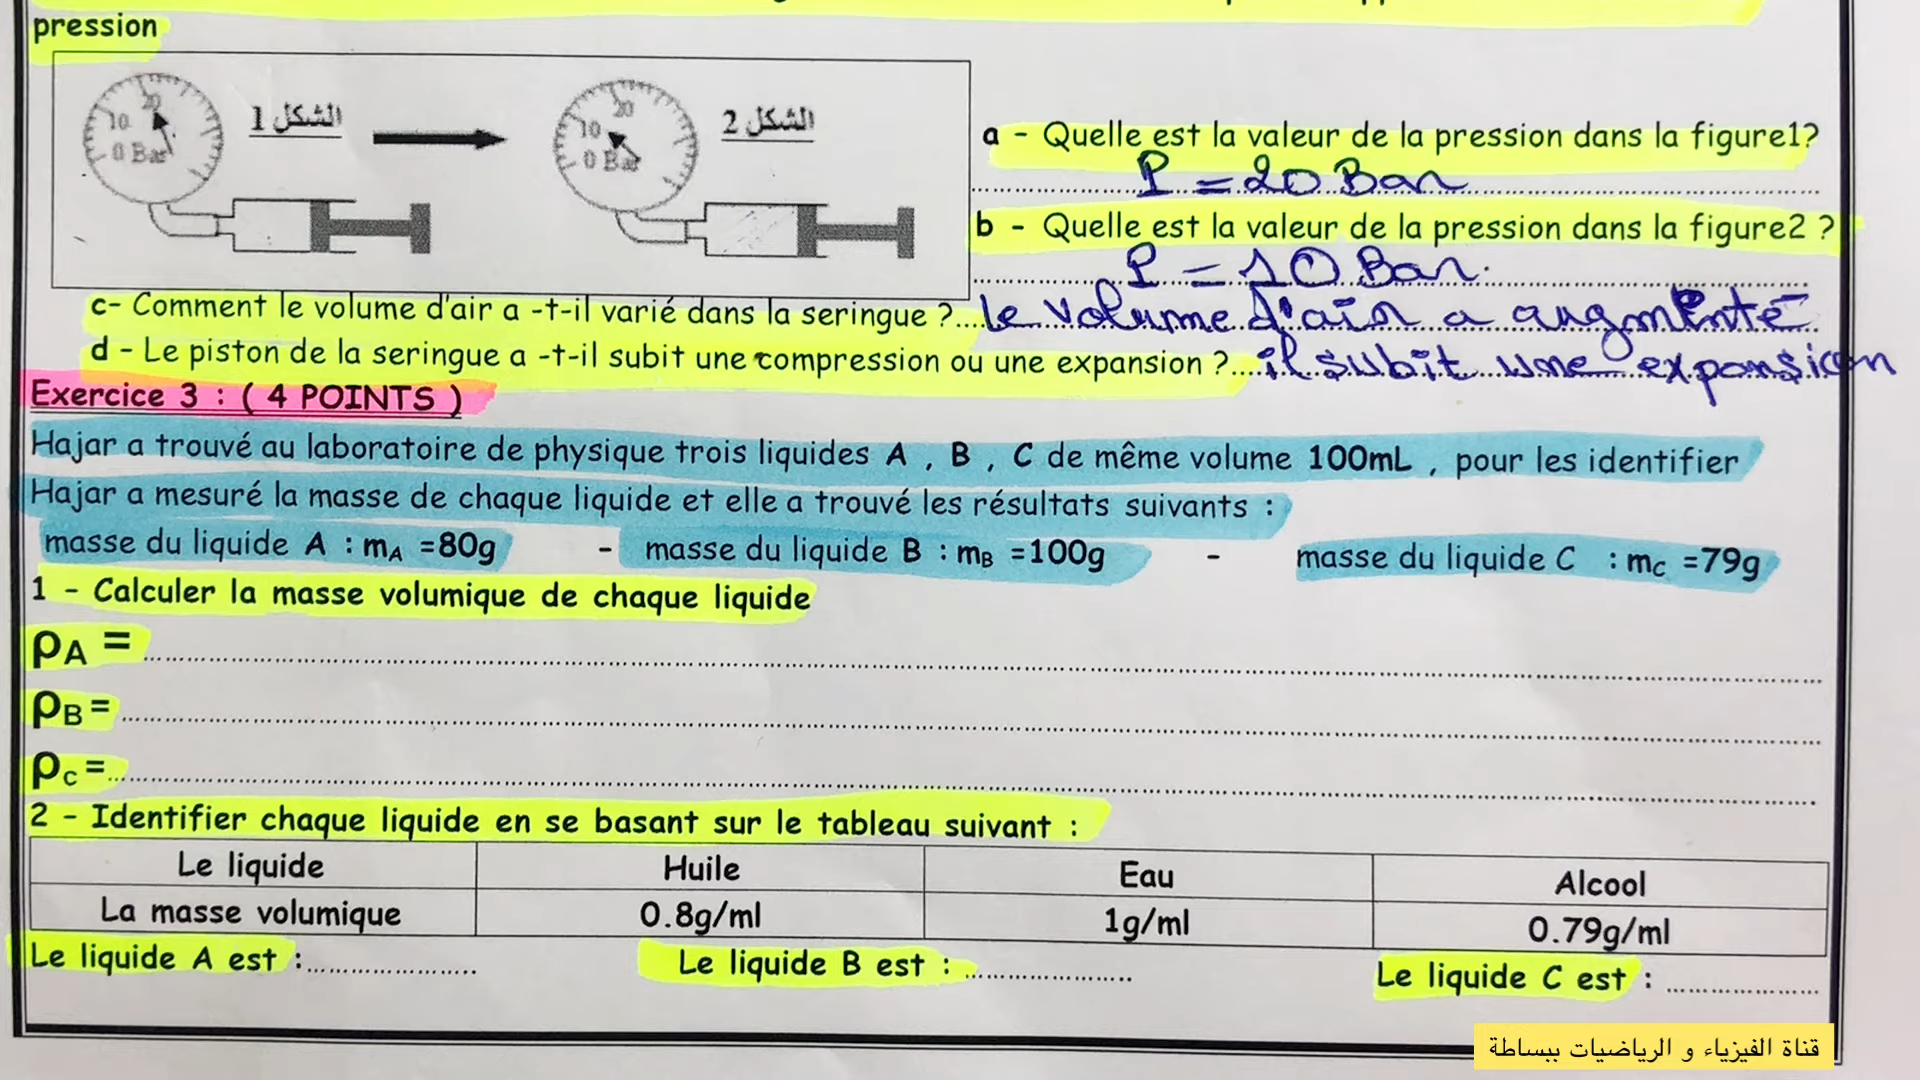 pression
10
20
0 Bar
الشكل 1
10
20
0 Bar
الشكل 2
a - Quelle est la valeur de la pression dans la figure1?
P = 20 Bar
b - Quelle est la valeur de la pression dans la figure2 ?
P = 10 Bar.
c- Comment le volume d'air a -t-il varié dans la seringue ?....le volume d'air a augmenté
d - Le piston de la seringue a -t-il subit une compression ou une expansion ?....il subit une expansion
Exercice 3 : ( 4 POINTS )
Hajar a trouvé au laboratoire de physique trois liquides A , B , C de même volume 100mL , pour les identifier
Hajar a mesuré la masse de chaque liquide et elle a trouvé les résultats suivants :
masse du liquide A : mA =80g - masse du liquide B : mB =100g - masse du liquide C : mC =79g
1 - Calculer la masse volumique de chaque liquide
ρA = ..........
ρB= ..........
ρc=..........
2 - Identifier chaque liquide en se basant sur le tableau suivant :
Le liquide Huile Eau Alcool
La masse volumique 0.8g/ml 1g/ml 0.79g/ml
Le liquide A est :.......... Le liquide B est : .......... Le liquide C est : ..........
قناة الفيزياء و الرياضيات ببساطة